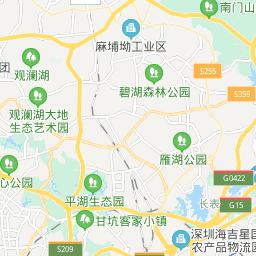 南门山
麻埔坳工业区
观澜湖
团
S255
碧湖森林公园
S359
观澜湖大地
生态艺术园
雁湖公园
G0422
心公园
平湖生态园
长表
G15
甘坑客家小镇
S209
深圳海吉星国
农产品物流园